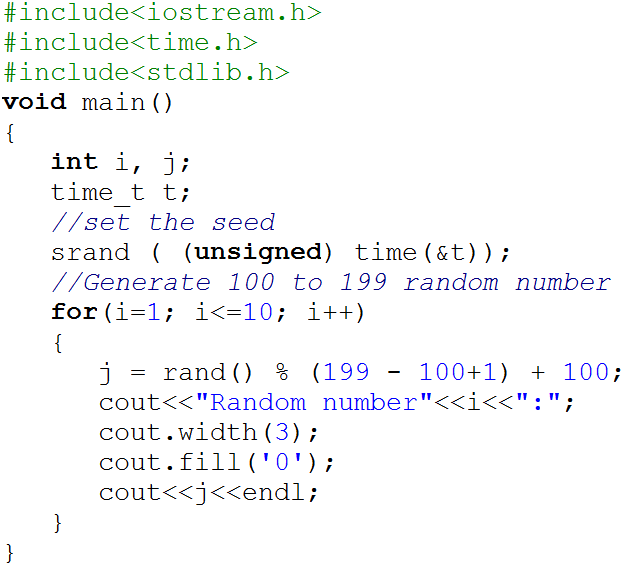 #include<iostream.h>
#include<time.h>
#include<stdlib.h>
void main()
{
   int i, j;
   time_t t;
   //set the seed
   srand ( (unsigned) time(&t));
   //Generate 100 to 199 random number
   for(i=1; i<=10; i++)
   {
      j = rand() % (199 - 100+1) + 100;
      cout<<"Random number"<<i<<":";
      cout.width(3);
      cout.fill('0');
      cout<<j<<endl;
   }
}